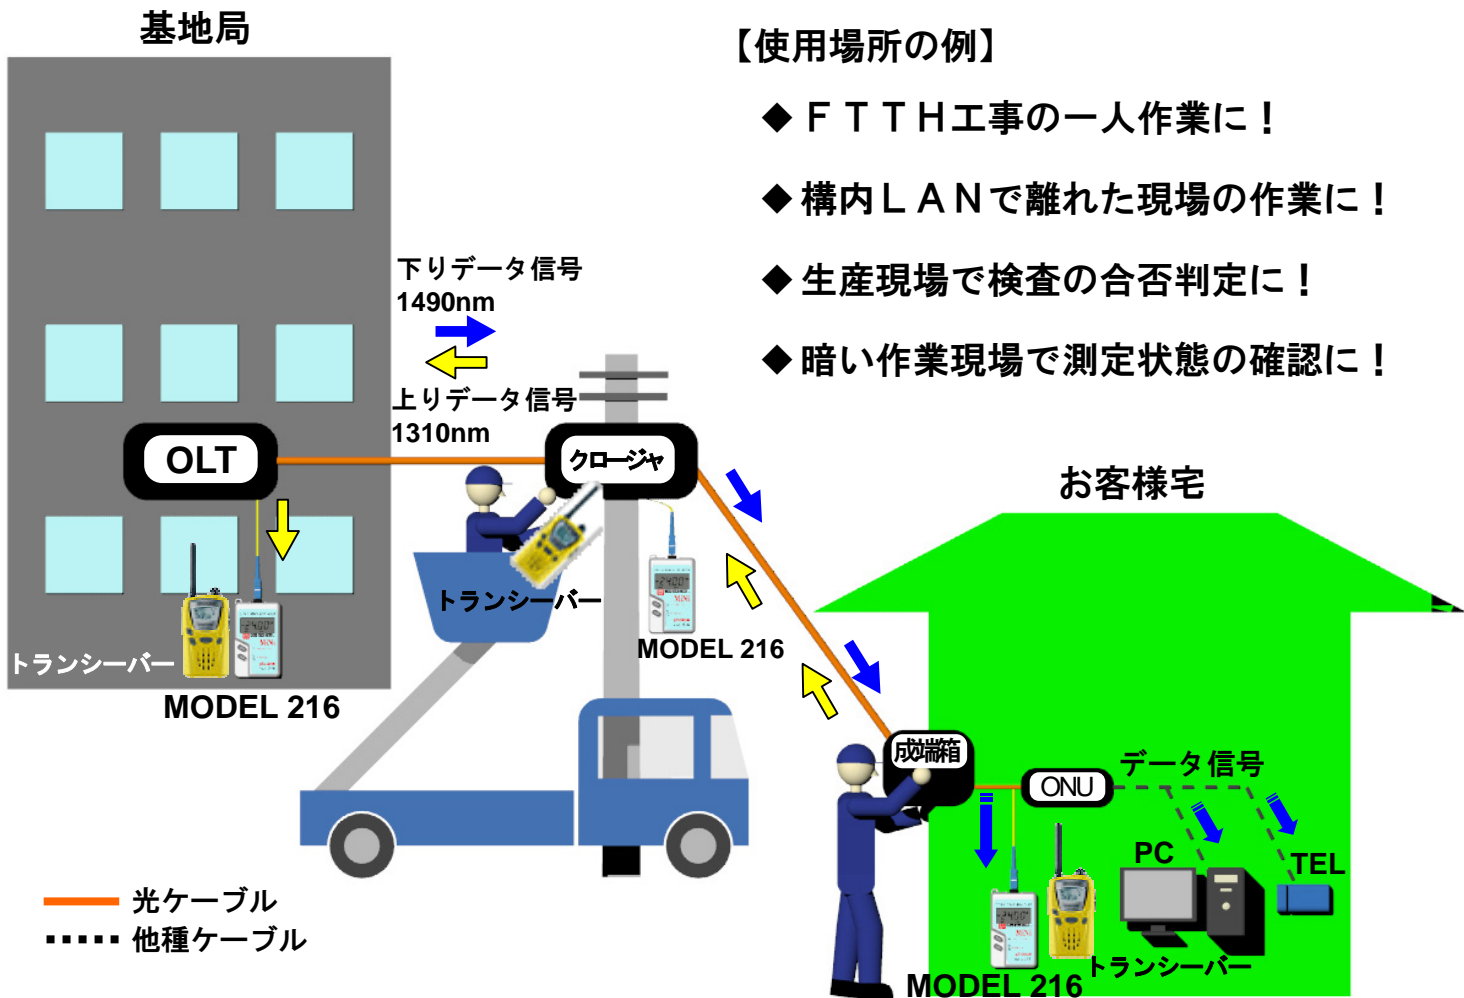 基地局
【使用場所の例】
◆ＦＴＴＨ工事の一人作業に！
◆構内ＬＡＮで離れた現場の作業に！
◆生産現場で検査の合否判定に！
◆暗い作業現場で測定状態の確認に！
下りデータ信号
1490nm
上りデータ信号
1310nm
OLT
クロージャ
お客様宅
トランシーバー
MODEL 216
トランシーバー
MODEL 216
成端箱
ONU
データ信号
PC
TEL
トランシーバー
MODEL 216
光ケーブル
他種ケーブル